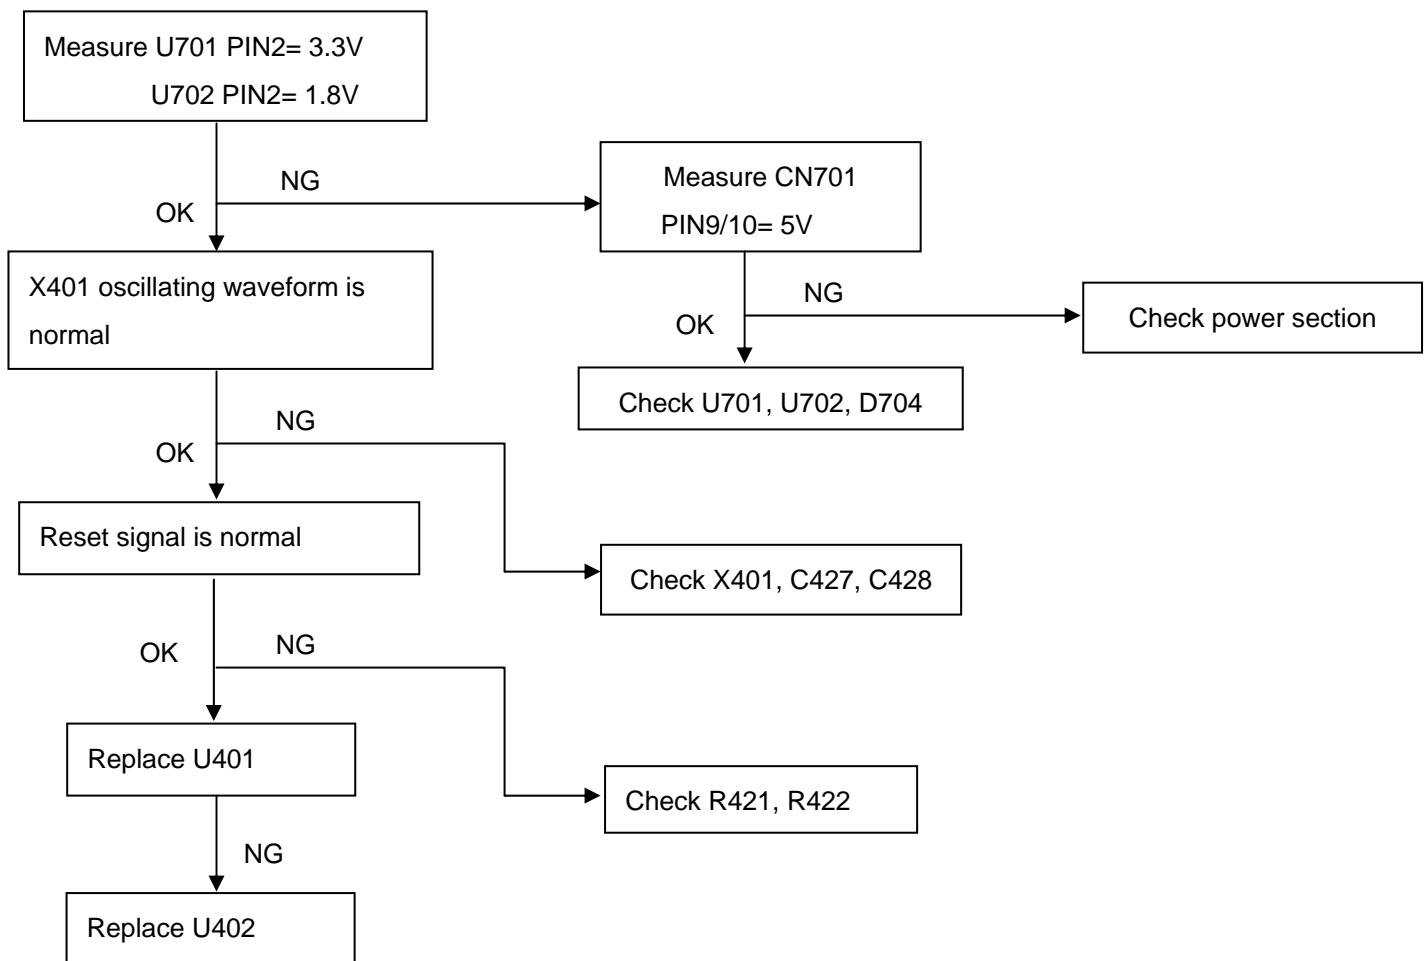 Measure U701 PIN2= 3.3V
U702 PIN2= 1.8V
NG
OK
Measure CN701
PIN9/10= 5V
X401 oscillating waveform is
normal
NG
OK
Check power section
Check U701, U702, D704
NG
OK
Reset signal is normal
Check X401, C427, C428
NG
OK
Replace U401
Check R421, R422
NG
Replace U402